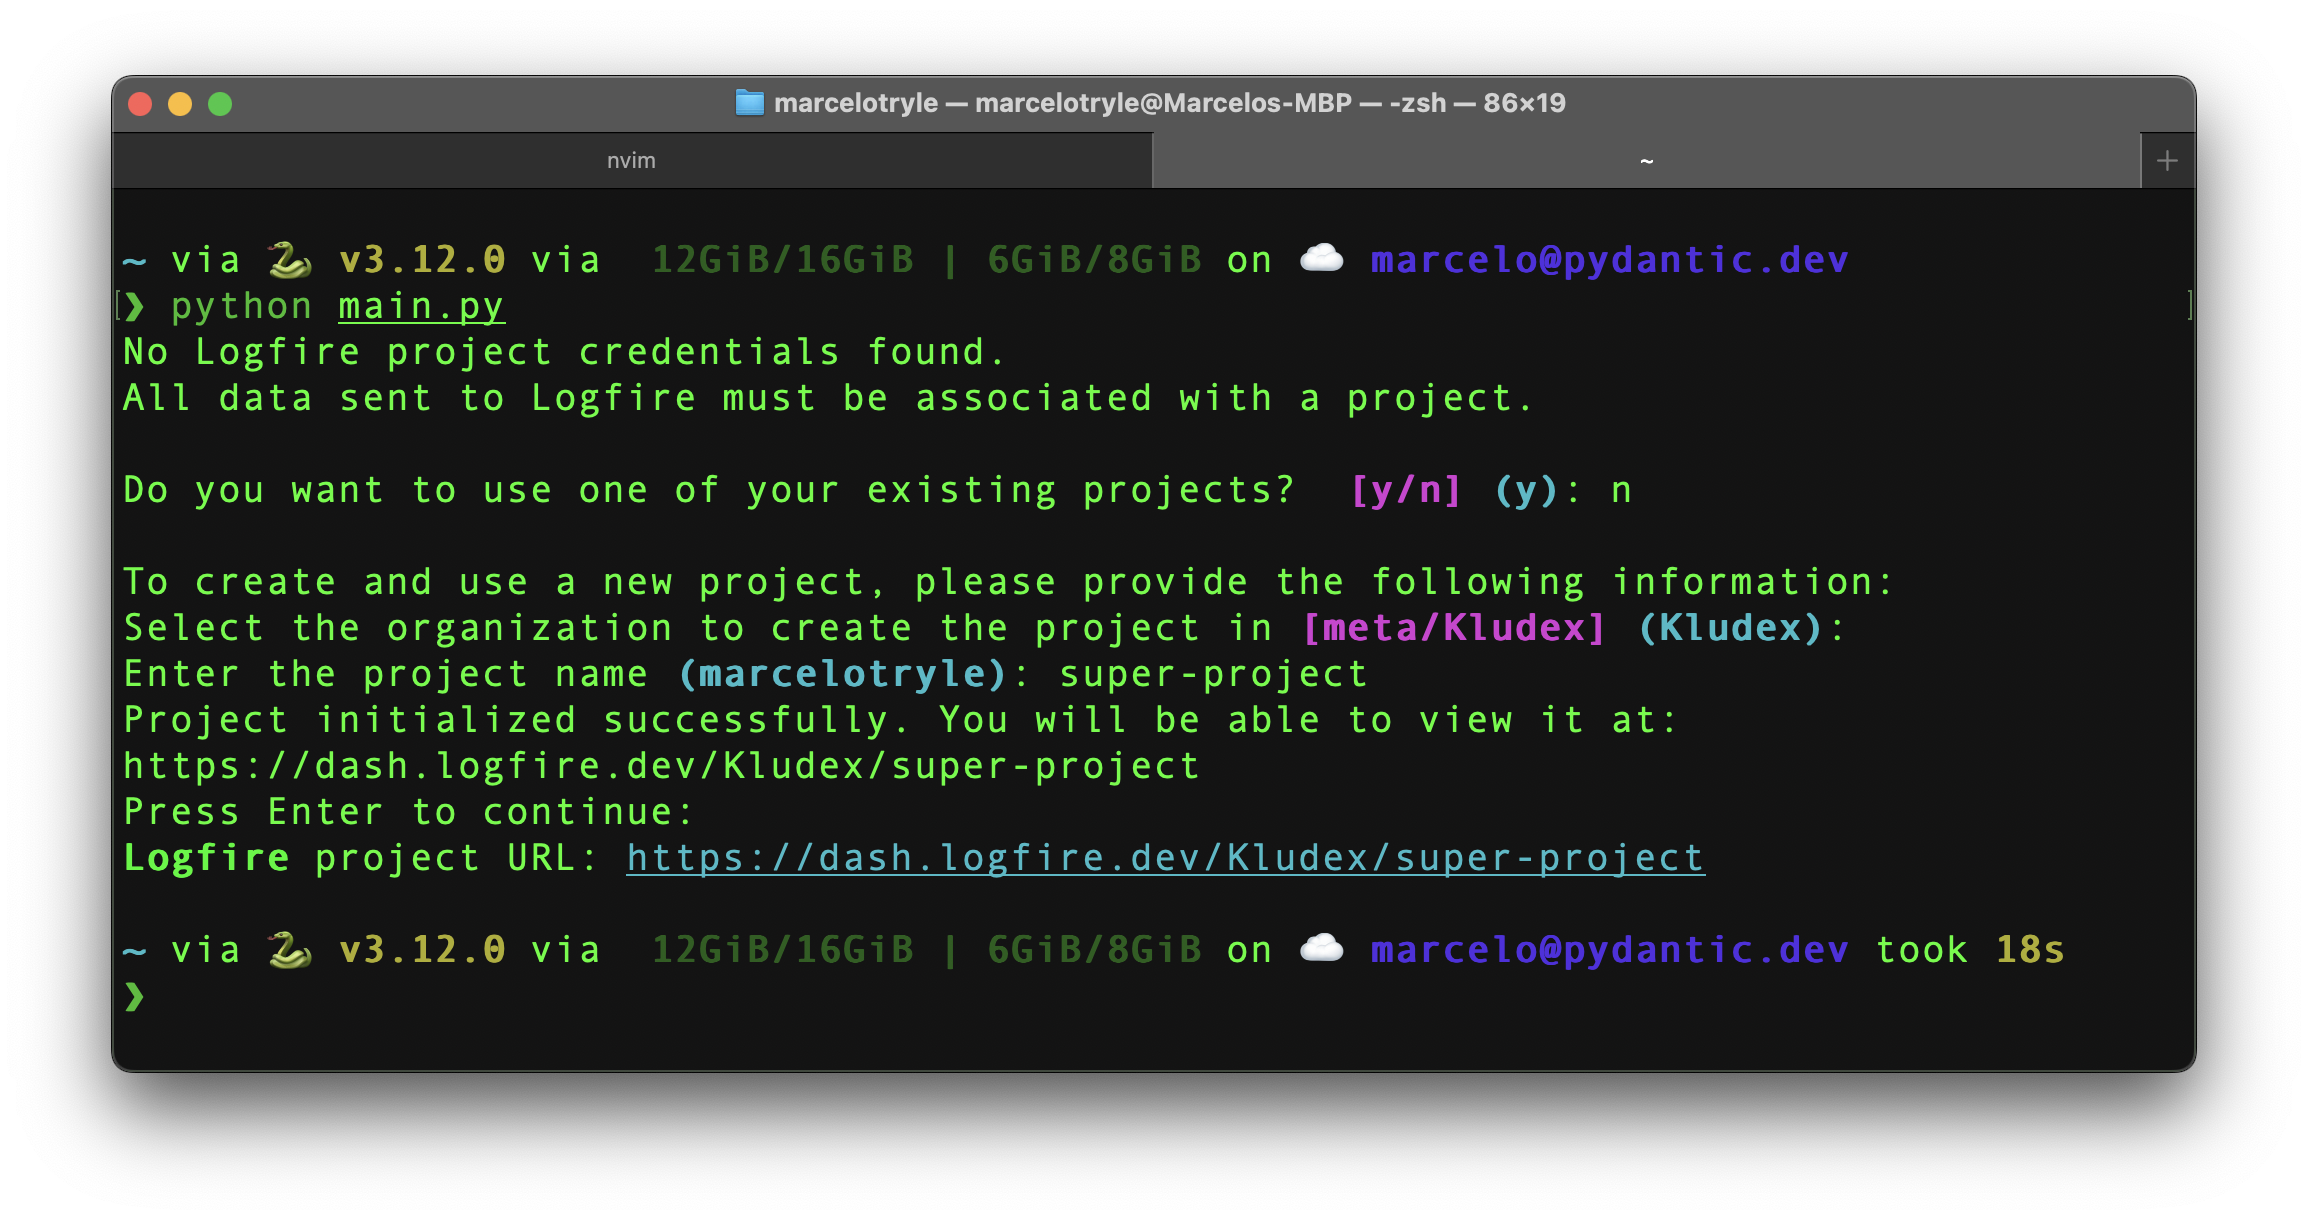 marcelotryle — marcelotryle@Marcelos-MBP — -zsh — 86×19
nvim ~ +
~ via 🐍 v3.12.0 via 12GiB/16GiB | 6GiB/8GiB on ☁️ marcelo@pydantic.dev
[❯ python main.py ]
No Logfire project credentials found.
All data sent to Logfire must be associated with a project.
Do you want to use one of your existing projects?  [y/n] (y): n
To create and use a new project, please provide the following information:
Select the organization to create the project in [meta/Kludex] (Kludex):
Enter the project name (marcelotryle): super-project
Project initialized successfully. You will be able to view it at:
https://dash.logfire.dev/Kludex/super-project
Press Enter to continue:
Logfire project URL: https://dash.logfire.dev/Kludex/super-project
~ via 🐍 v3.12.0 via 12GiB/16GiB | 6GiB/8GiB on ☁️ marcelo@pydantic.dev took 18s
❯